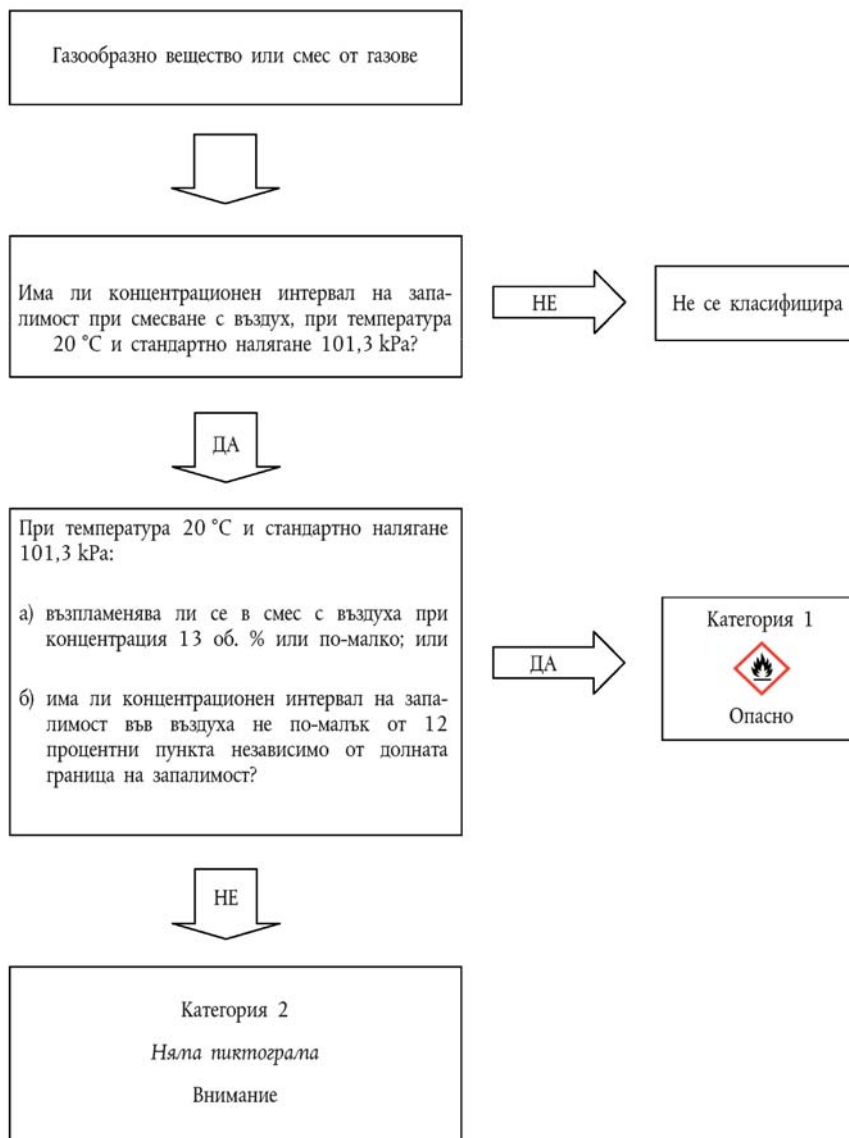 Газообразно вещество или смес от газове
Има ли концентрационен интервал на запа-
лимост при смесване с въздух, при температура
20 °C и стандартно налягане 101,3 kPa?
НЕ
Не се класифицира
ДА
При температура 20 °C и стандартно налягане
101,3 kPa:
а) възпламенява ли се в смес с въздуха при
концентрация 13 об. % или по-малко; или
б) има ли концентрационен интервал на запа-
лимост във въздуха не по-малък от 12
процентни пункта независимо от долната
граница на запалимост?
ДА
Категория 1
Опасно
НЕ
Категория 2
Няма пиктограма
Внимание